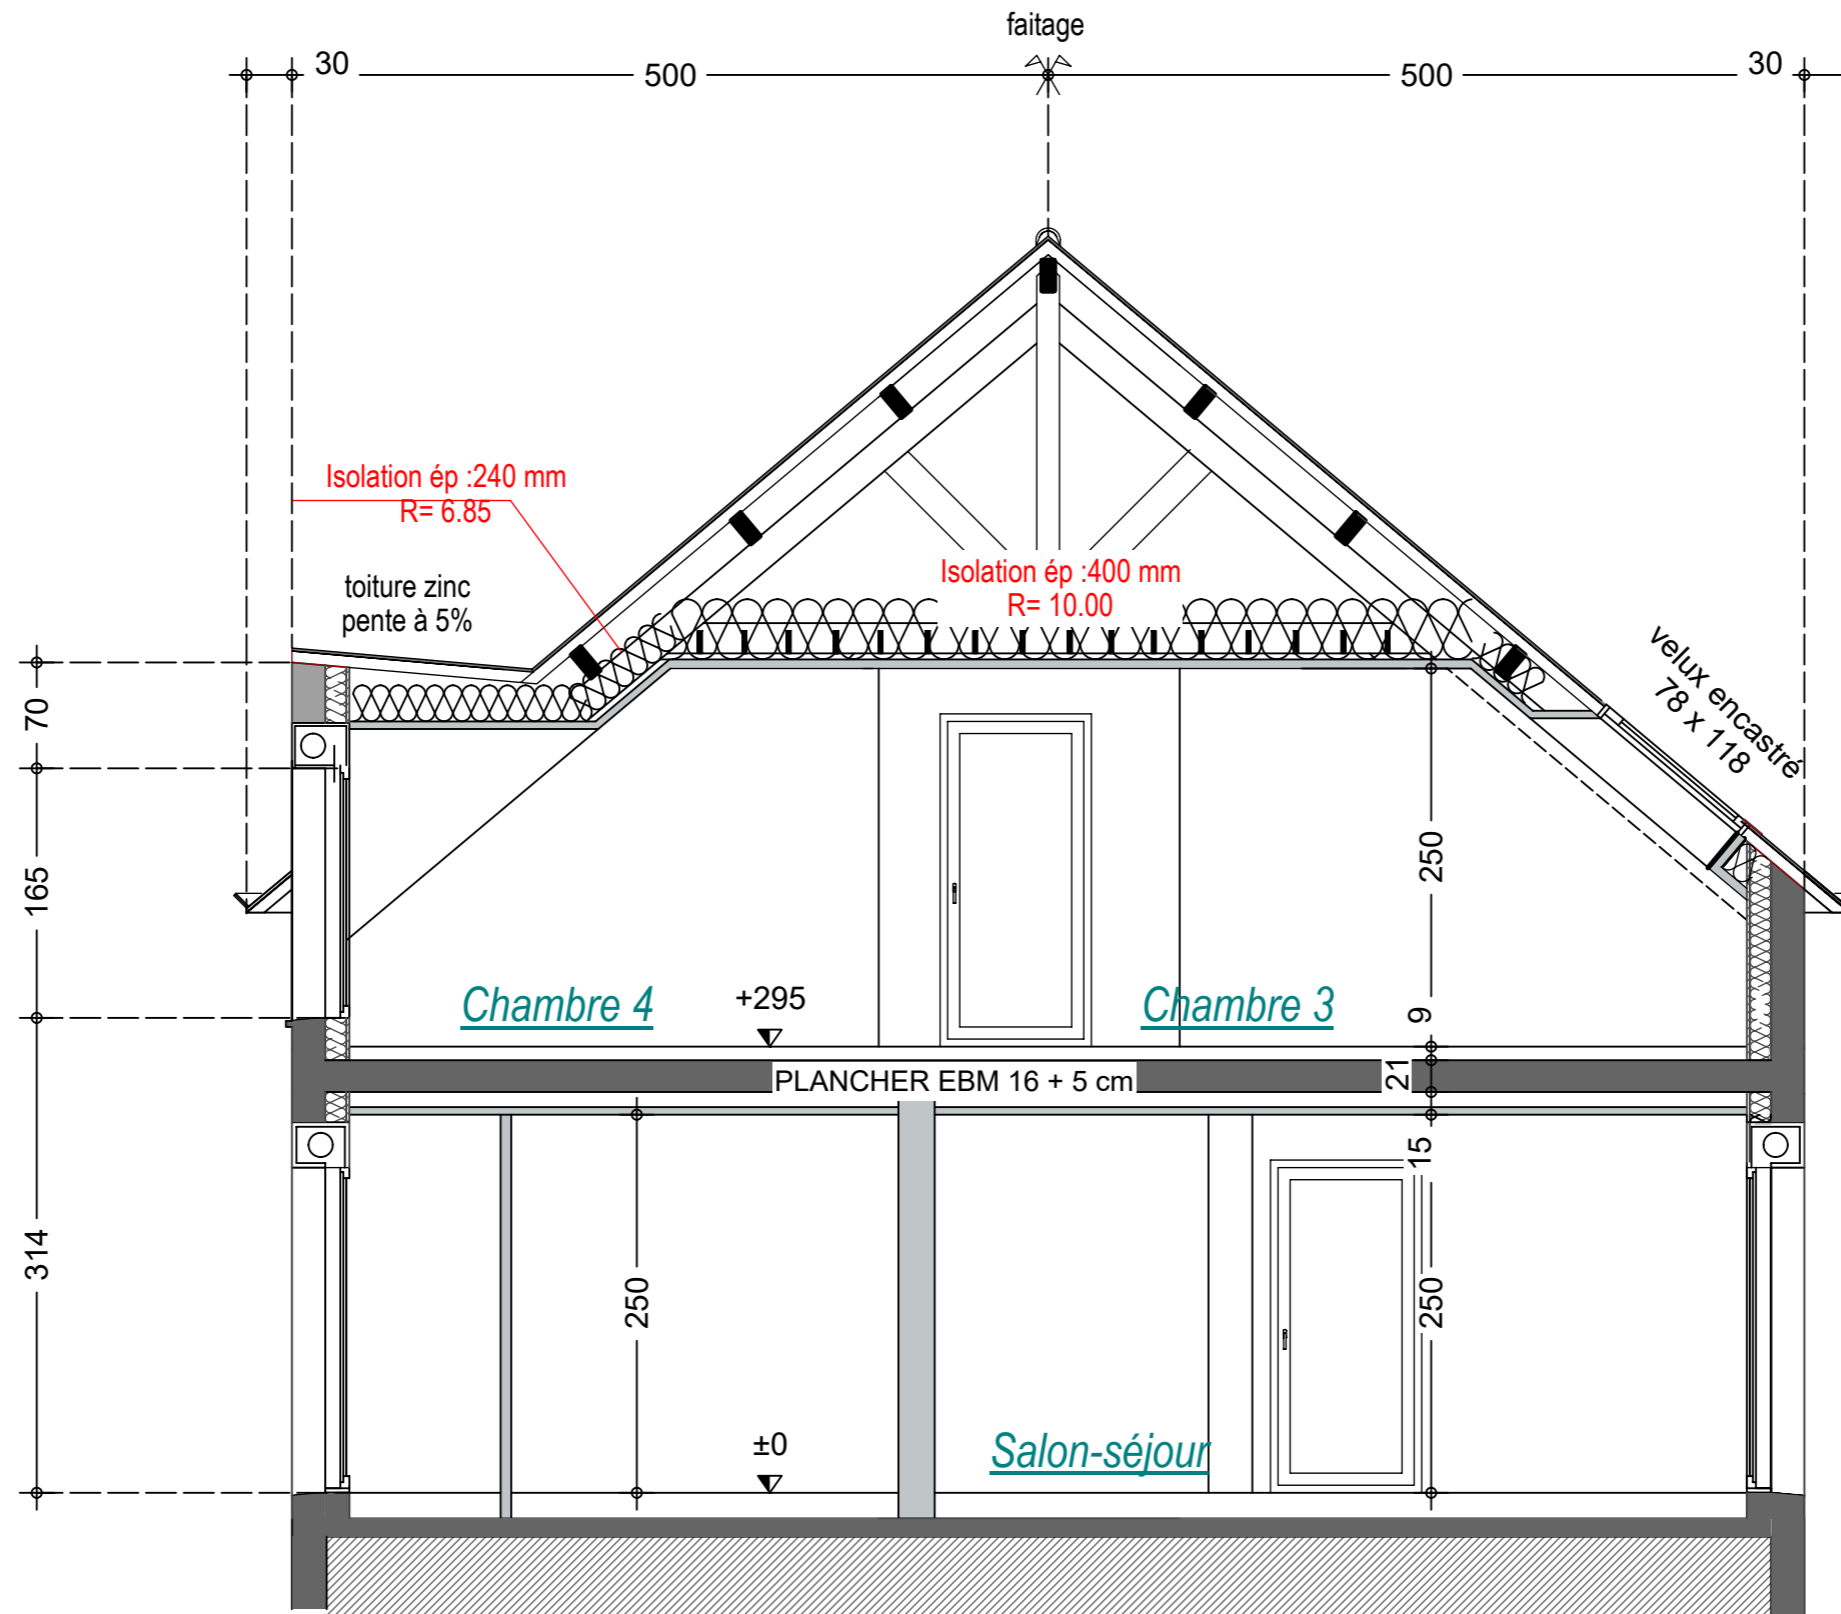 faitage
30
500
500
30
Isolation ép :240 mm
R= 6.85
toiture zinc
pente à 5%
Isolation ép :400 mm
R= 10.00
velux encastré
78 x 118
70
165
314
250
Chambre 4
+295
Chambre 3
9
PLANCHER EBM 16 + 5 cm
21
15
250
250
±0
Salon-séjour